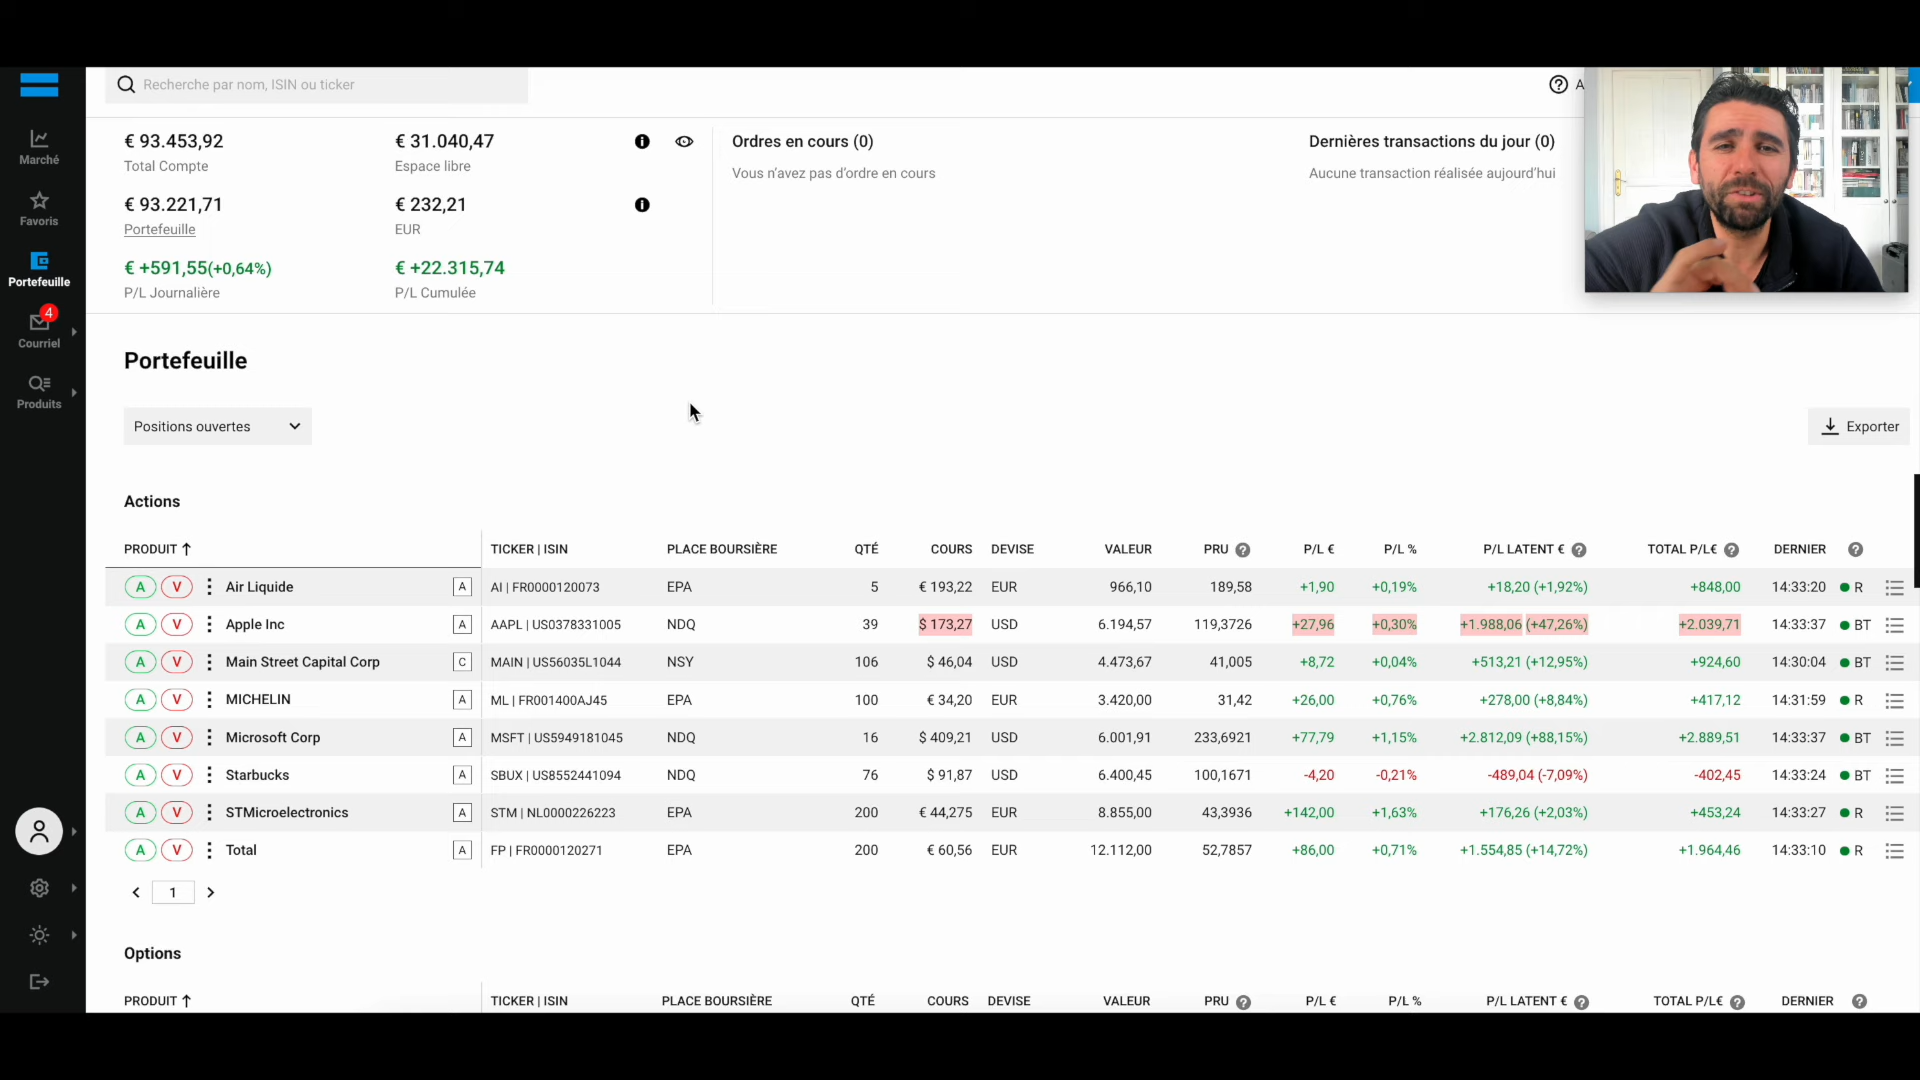 Recherche par nom, ISIN ou ticker
A
Marché
Favoris
Portefeuille
4
Courriel
Produits
€ 93.453,92
Total Compte
€ 31.040,47
Espace libre
€ 93.221,71
Portefeuille
€ 232,21
EUR
€ +591,55(+0,64%)
P/L Journalière
€ +22.315,74
P/L Cumulée
Ordres en cours (0)
Vous n'avez pas d'ordre en cours
Dernières transactions du jour (0)
Aucune transaction réalisée aujourd'hui
Portefeuille
Positions ouvertes
Exporter
Actions
PRODUIT TICKER | ISIN PLACE BOURSIÈRE QTÉ COURS DEVISE VALEUR PRU P/L € P/L % P/L LATENT € TOTAL P/L€ DERNIER
A V Air Liquide A AI | FR0000120073 EPA 5 € 193,22 EUR 966,10 189,58 +1,90 +0,19% +18,20 (+1,92%) +848,00 14:33:20 R
A V Apple Inc A AAPL | US0378331005 NDQ 39 $ 173,27 USD 6.194,57 119,3726 +27,96 +0,30% +1.988,06 (+47,26%) +2.039,71 14:33:37 BT
A V Main Street Capital Corp C MAIN | US56035L1044 NSY 106 $ 46,04 USD 4.473,67 41,005 +8,72 +0,04% +513,21 (+12,95%) +924,60 14:30:04 BT
A V MICHELIN A ML | FR001400AJ45 EPA 100 € 34,20 EUR 3.420,00 31,42 +26,00 +0,76% +278,00 (+8,84%) +417,12 14:31:59 R
A V Microsoft Corp A MSFT | US5949181045 NDQ 16 $ 409,21 USD 6.001,91 233,6921 +77,79 +1,15% +2.812,09 (+88,15%) +2.889,51 14:33:37 BT
A V Starbucks A SBUX | US8552441094 NDQ 76 $ 91,87 USD 6.400,45 100,1671 -4,20 -0,21% -489,04 (-7,09%) -402,45 14:33:24 BT
A V STMicroelectronics A STM | NL0000226223 EPA 200 € 44,275 EUR 8.855,00 43,3936 +142,00 +1,63% +176,26 (+2,03%) +453,24 14:33:27 R
A V Total A FP | FR0000120271 EPA 200 € 60,56 EUR 12.112,00 52,7857 +86,00 +0,71% +1.554,85 (+14,72%) +1.964,46 14:33:10 R
1
Options
PRODUIT TICKER | ISIN PLACE BOURSIÈRE QTÉ COURS DEVISE VALEUR PRU P/L € P/L % P/L LATENT € TOTAL P/L€ DERNIER